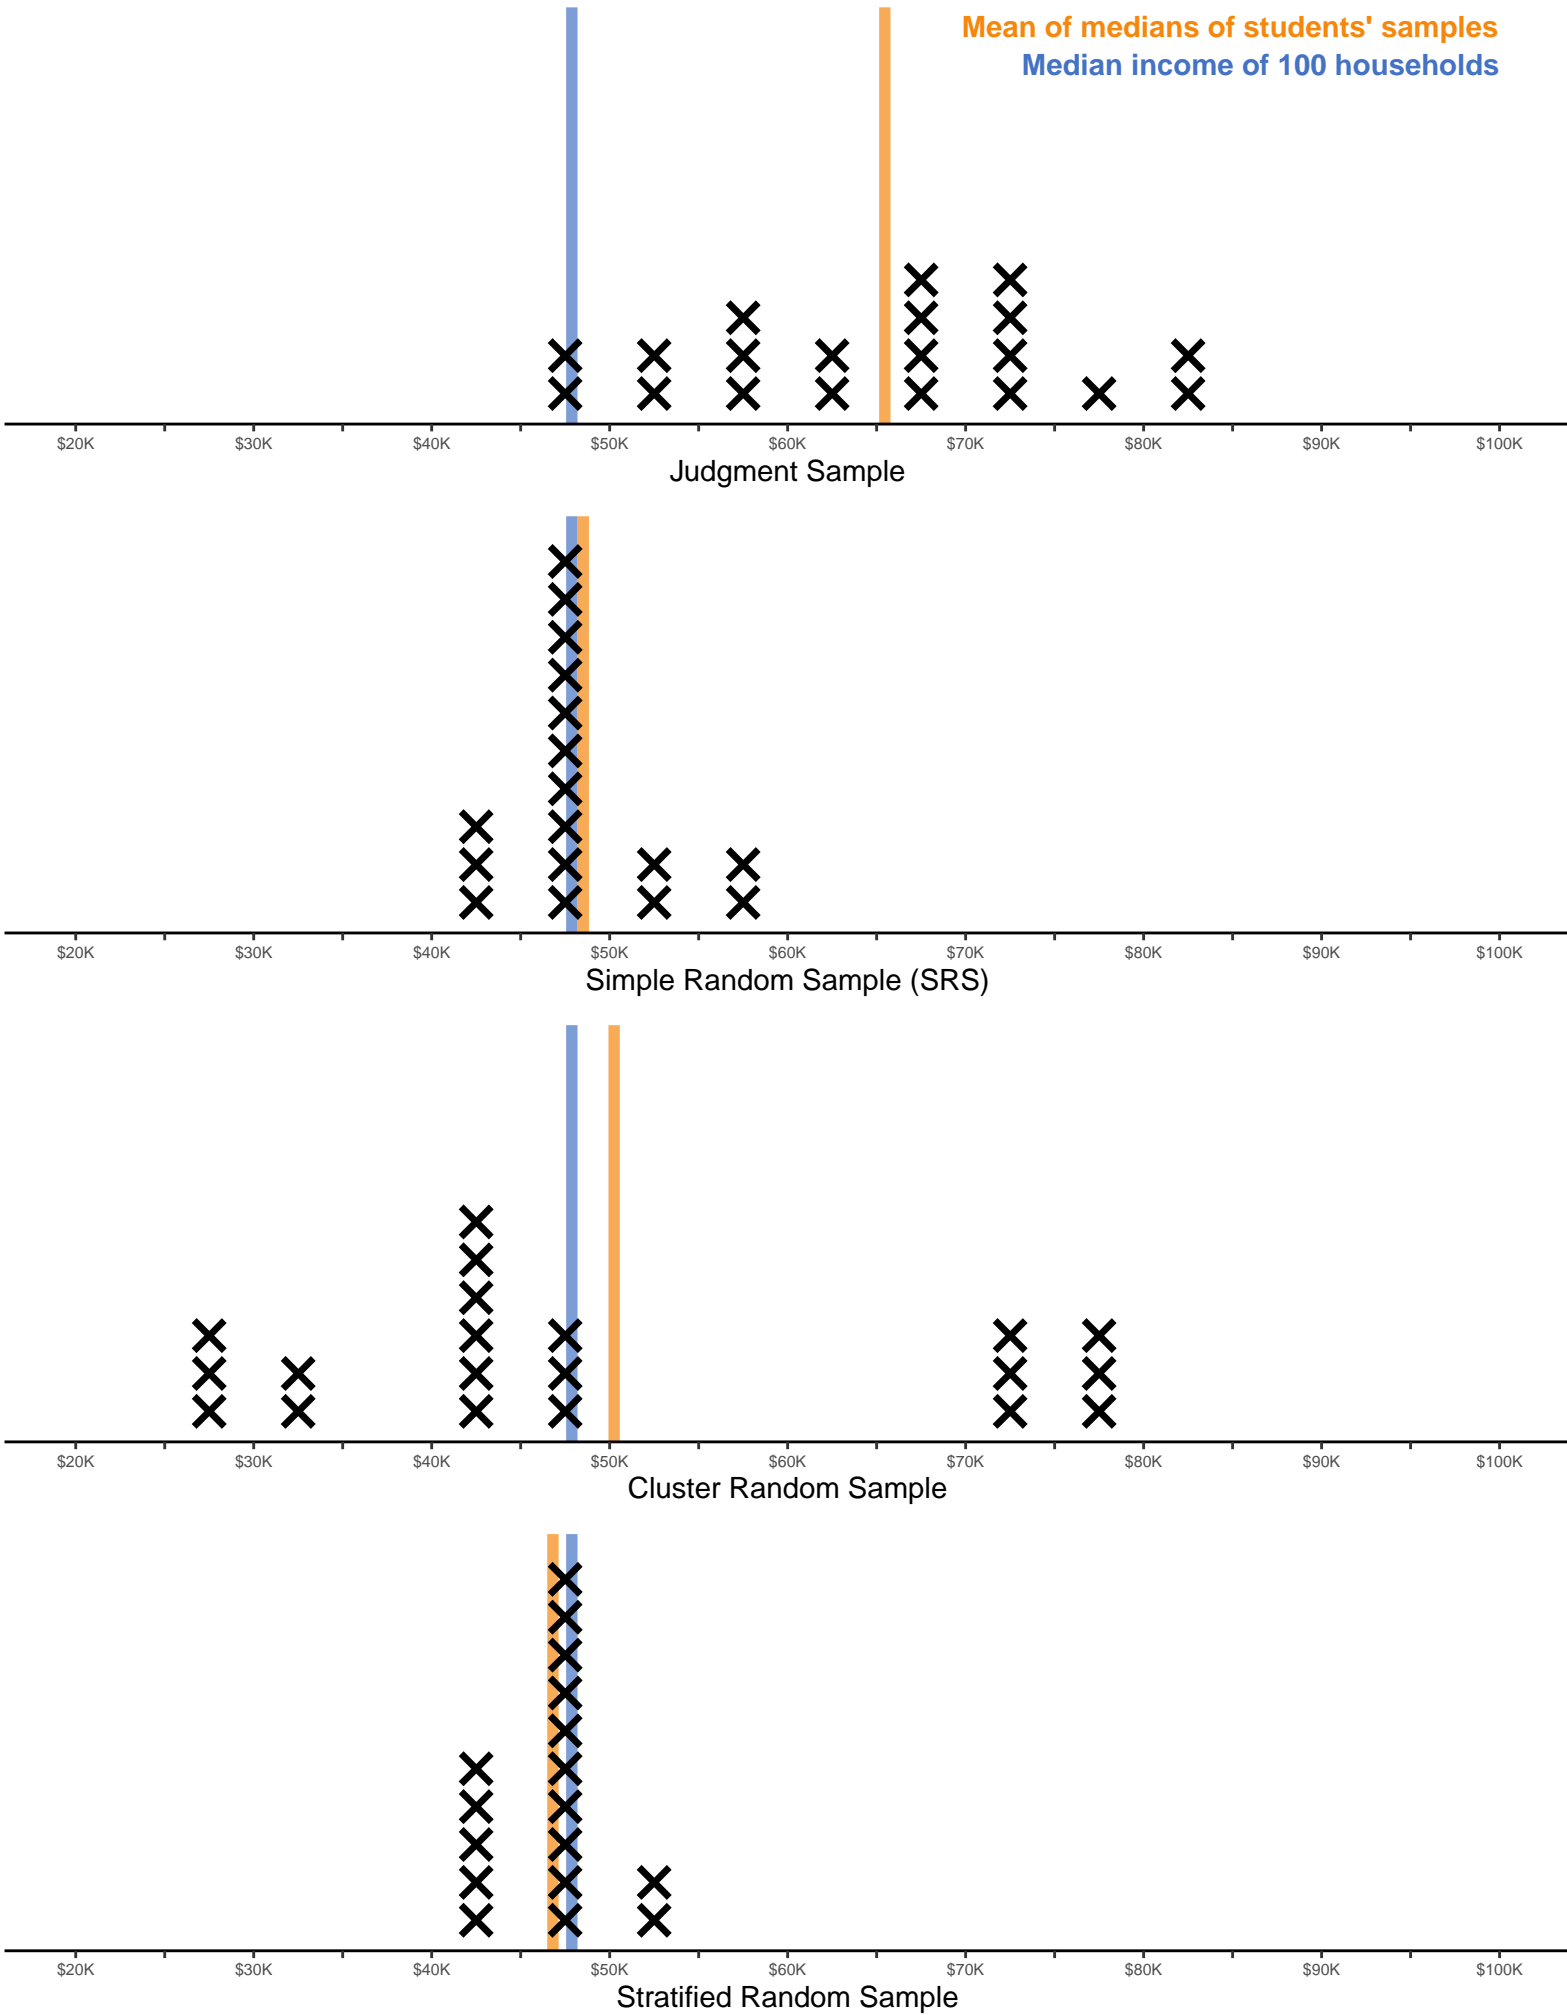 Mean of medians of students' samples
Median income of 100 households
$20K $30K $40K $50K $60K $70K $80K $90K $100K
Judgment Sample
$20K $30K $40K $50K $60K $70K $80K $90K $100K
Simple Random Sample (SRS)
$20K $30K $40K $50K $60K $70K $80K $90K $100K
Cluster Random Sample
$20K $30K $40K $50K $60K $70K $80K $90K $100K
Stratified Random Sample